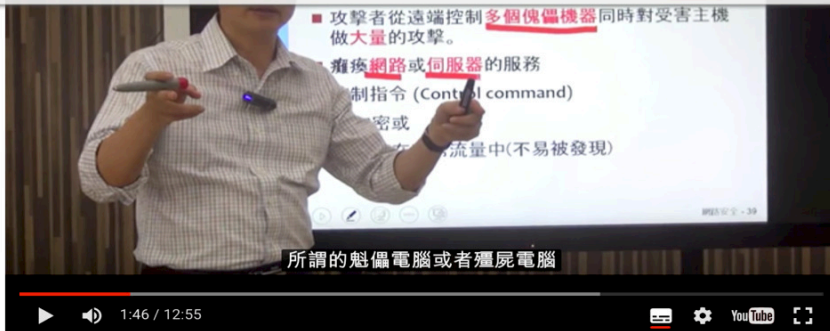 ■ 攻擊者從遠端控制多個傀儡機器同時對受害主機
做大量的攻擊。
癱瘓網路或伺服器的服務
制指令 (Control command)
密或
流量中(不易被發現)
網路安全 - 39
所謂的魁儡電腦或者殭屍電腦
1:46 / 12:55
YouTube